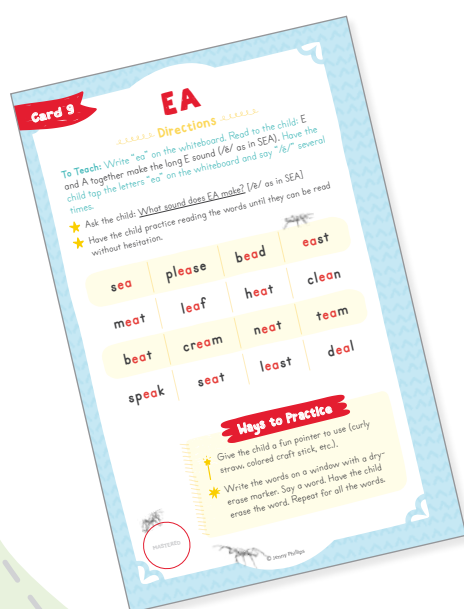 Card 9
EA
Directions
To Teach: Write "ea" on the whiteboard. Read to the child: E
and A together make the long E sound (/ē/ as in SEA). Have the
child tap the letters "ea" on the whiteboard and say "/ē/" several
times.
Ask the child: What sound does EA make? [/ē/ as in SEA]
Have the child practice reading the words until they can be read
without hesitation.
sea please bead east
meat leaf heat clean
beat cream neat team
speak seat least deal
Ways to Practice
Give the child a fun pointer to use (curly
straw, colored craft stick, etc.).
Write the words on a window with a dry-
erase marker. Say a word. Have the child
erase the word. Repeat for all the words.
MASTERED
© Jenny Phillips